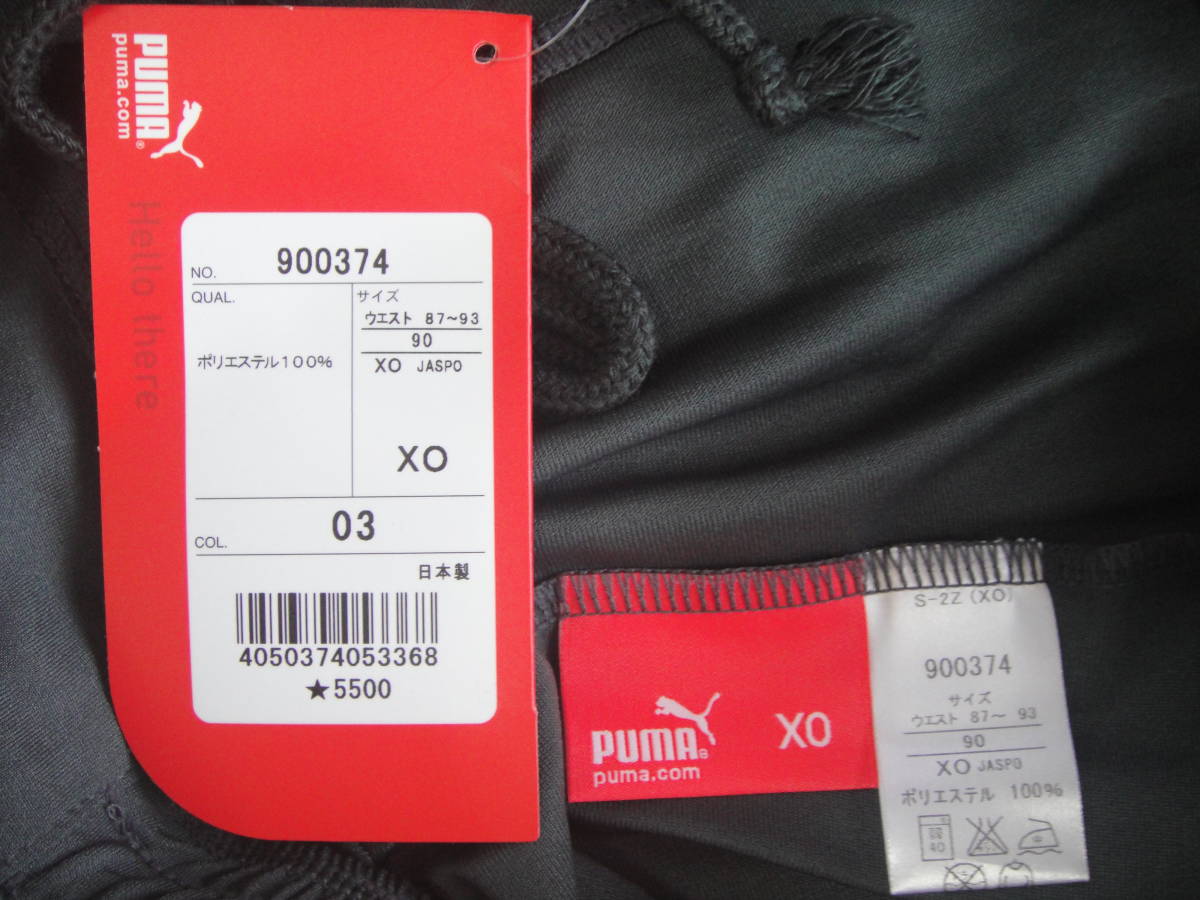 PUMA®
puma.com
Hello there
NO. 900374
QUAL.
ポリエステル100%
サイズ
ウエスト 87~93
90
XO JASPO
XO
COL. 03
日本製
4050374053368
★5500
PUMA®
puma.com
XO
S-2Z (XO)
900374
サイズ
ウエスト 87~ 93
90
XO JASPO
ポリエステル 100%
40